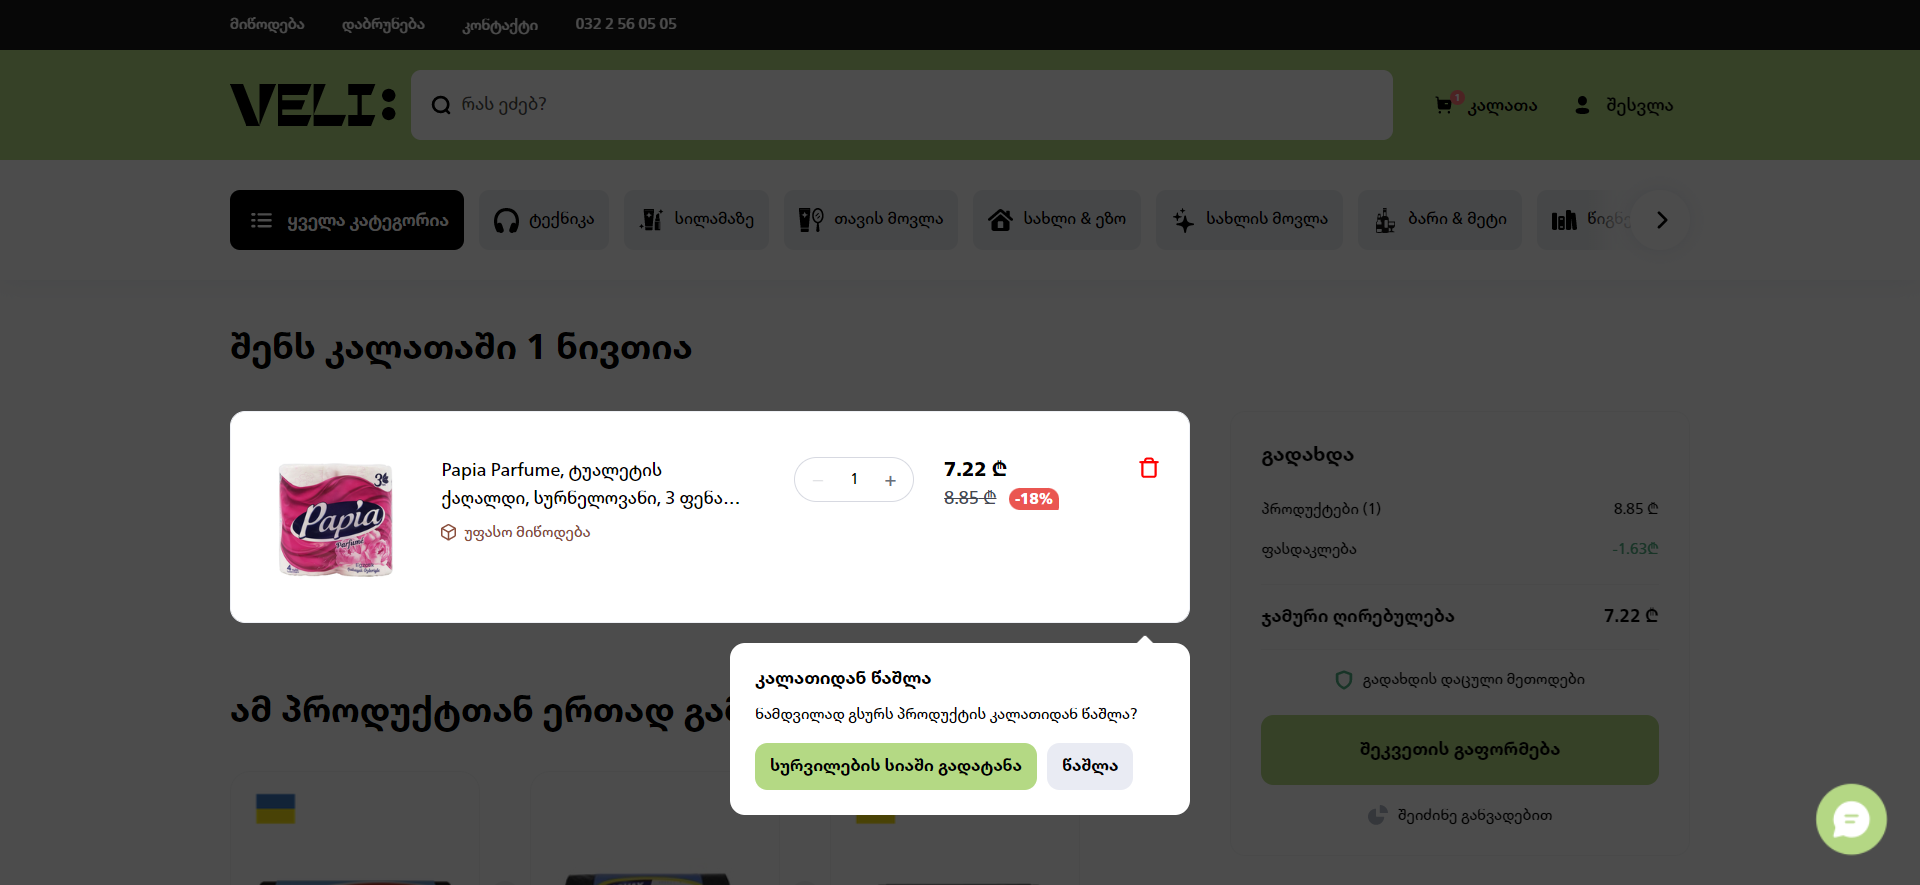 მიწოდება
დაბრუნება
კონტაქტი
032 2 56 05 05
VELI:
რას ეძებ?
1
კალათა
შესვლა
ყველა კატეგორია
ტექნიკა
სილამაზე
თავის მოვლა
სახლი & ეზო
სახლის მოვლა
ბარი & მეტი
შენს კალათაში 1 ნივთია
Papia Parfume, ტუალეტის
ქაღალდი, სურნელოვანი, 3 ფენა...
უფასო მიწოდება
3
Papia
Parfume
4
− 1 +
7.22 ₾
8.85 ₾ -18%
გადახდა
პროდუქტები (1) 8.85 ₾
ფასდაკლება -1.63₾
ჯამური ღირებულება 7.22 ₾
გადახდის დაცული მეთოდები
შეკვეთის გაფორმება
შეიძინე განვადებით
კალათიდან წაშლა
ნამდვილად გსურს პროდუქტის კალათიდან წაშლა?
სურვილების სიაში გადატანა
წაშლა
ამ პროდუქტთან ერთად